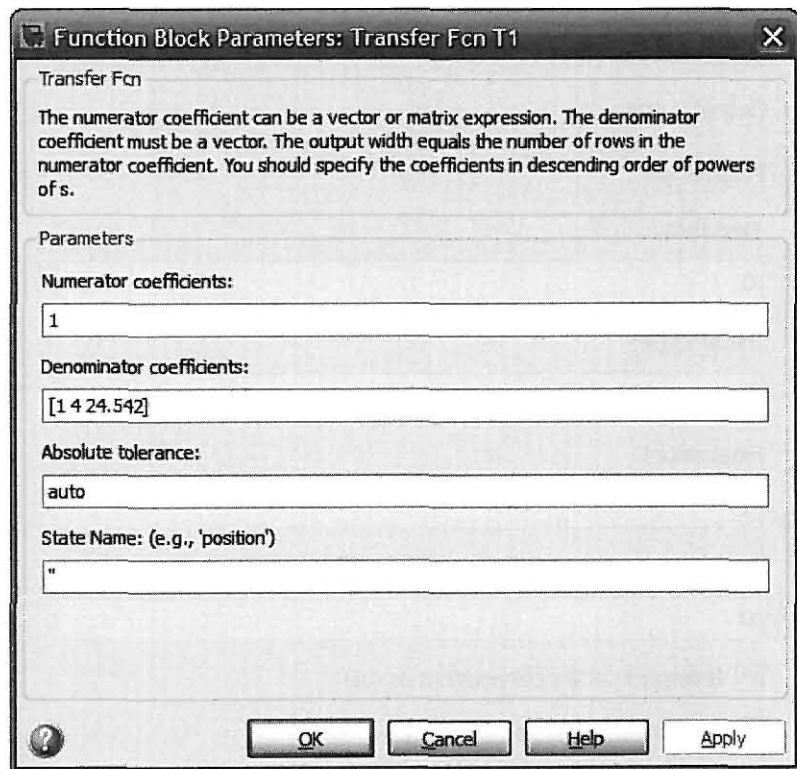 Function Block Parameters: Transfer Fcn T1
Transfer Fcn
The numerator coefficient can be a vector or matrix expression. The denominator
coefficient must be a vector. The output width equals the number of rows in the
numerator coefficient. You should specify the coefficients in descending order of powers
of s.
Parameters
Numerator coefficients:
1
Denominator coefficients:
[1 4 24.542]
Absolute tolerance:
auto
State Name: (e.g., 'position')
''
OK Cancel Help Apply